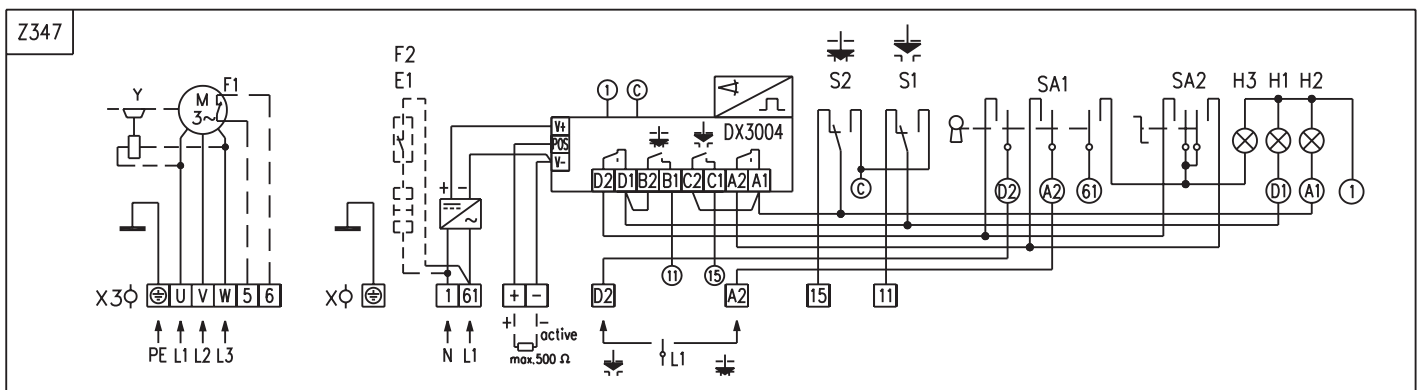 Z347
F2
E1
S2 S1
SA1 SA2 H3 H1 H2
Y
F1
M
3~
1 C
V+
POS
V-
DX3004
D2 D1 B2 B1 C2 C1 A2 A1
+ -
~
C
D2 A2 61
D1 A1 1
11 15
X3 U V W 5 6
X
1 61
+ -
D2 A2
15 11
PE L1 L2 L3
N L1
+ -
active
max.500 Ω
L1